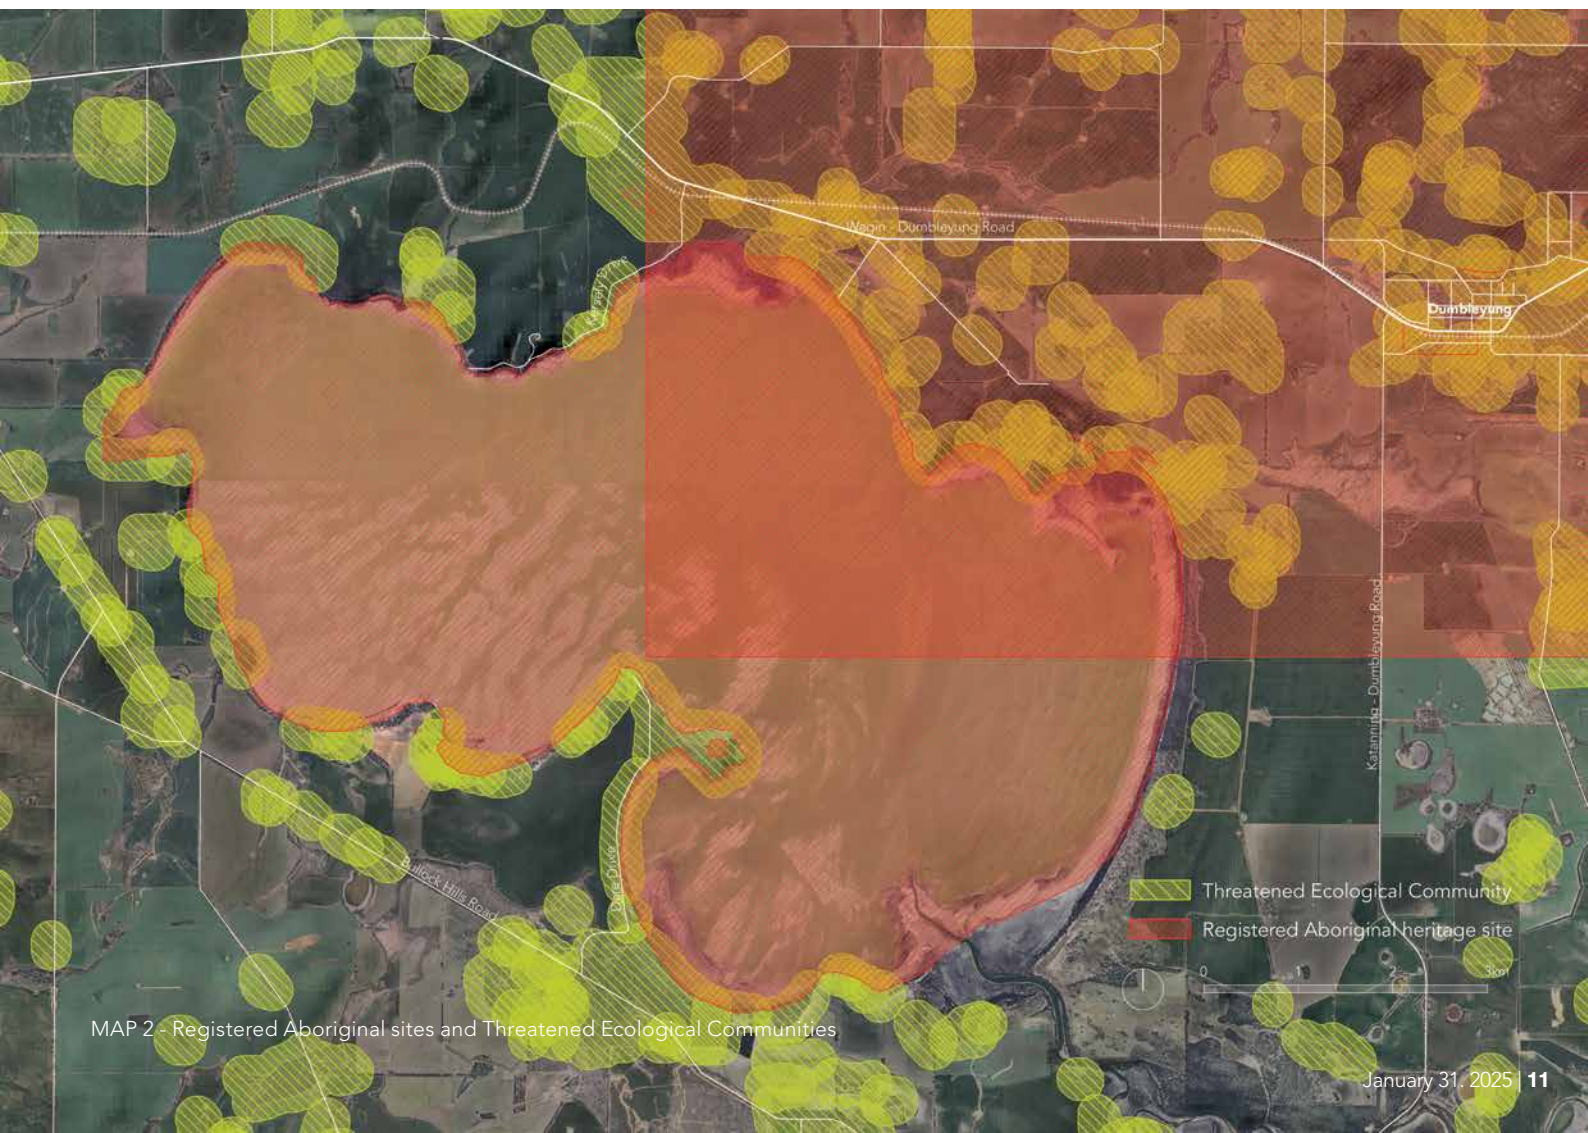 Wagin - Dumbleyung Road
Dumbleyung
Katanning - Dumbleyung Road
Bullock Hills Road
Threatened Ecological Community
Registered Aboriginal heritage site
0 1 2 3km
MAP 2 - Registered Aboriginal sites and Threatened Ecological Communities
January 31. 2025 | 11